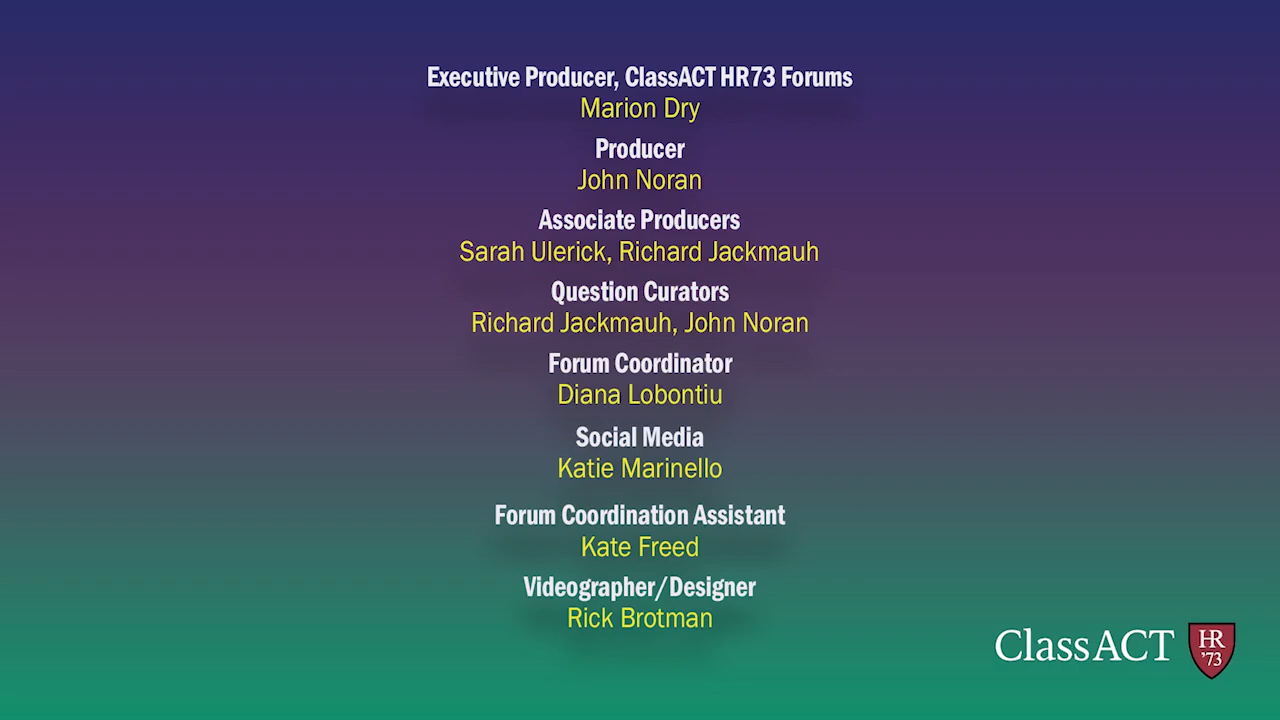 Executive Producer, ClassACT HR73 Forums
Marion Dry
Producer
John Noran
Associate Producers
Sarah Ulerick, Richard Jackmauh
Question Curators
Richard Jackmauh, John Noran
Forum Coordinator
Diana Lobontiu
Social Media
Katie Marinello
Forum Coordination Assistant
Kate Freed
Videographer/Designer
Rick Brotman
ClassACT
HR
'73